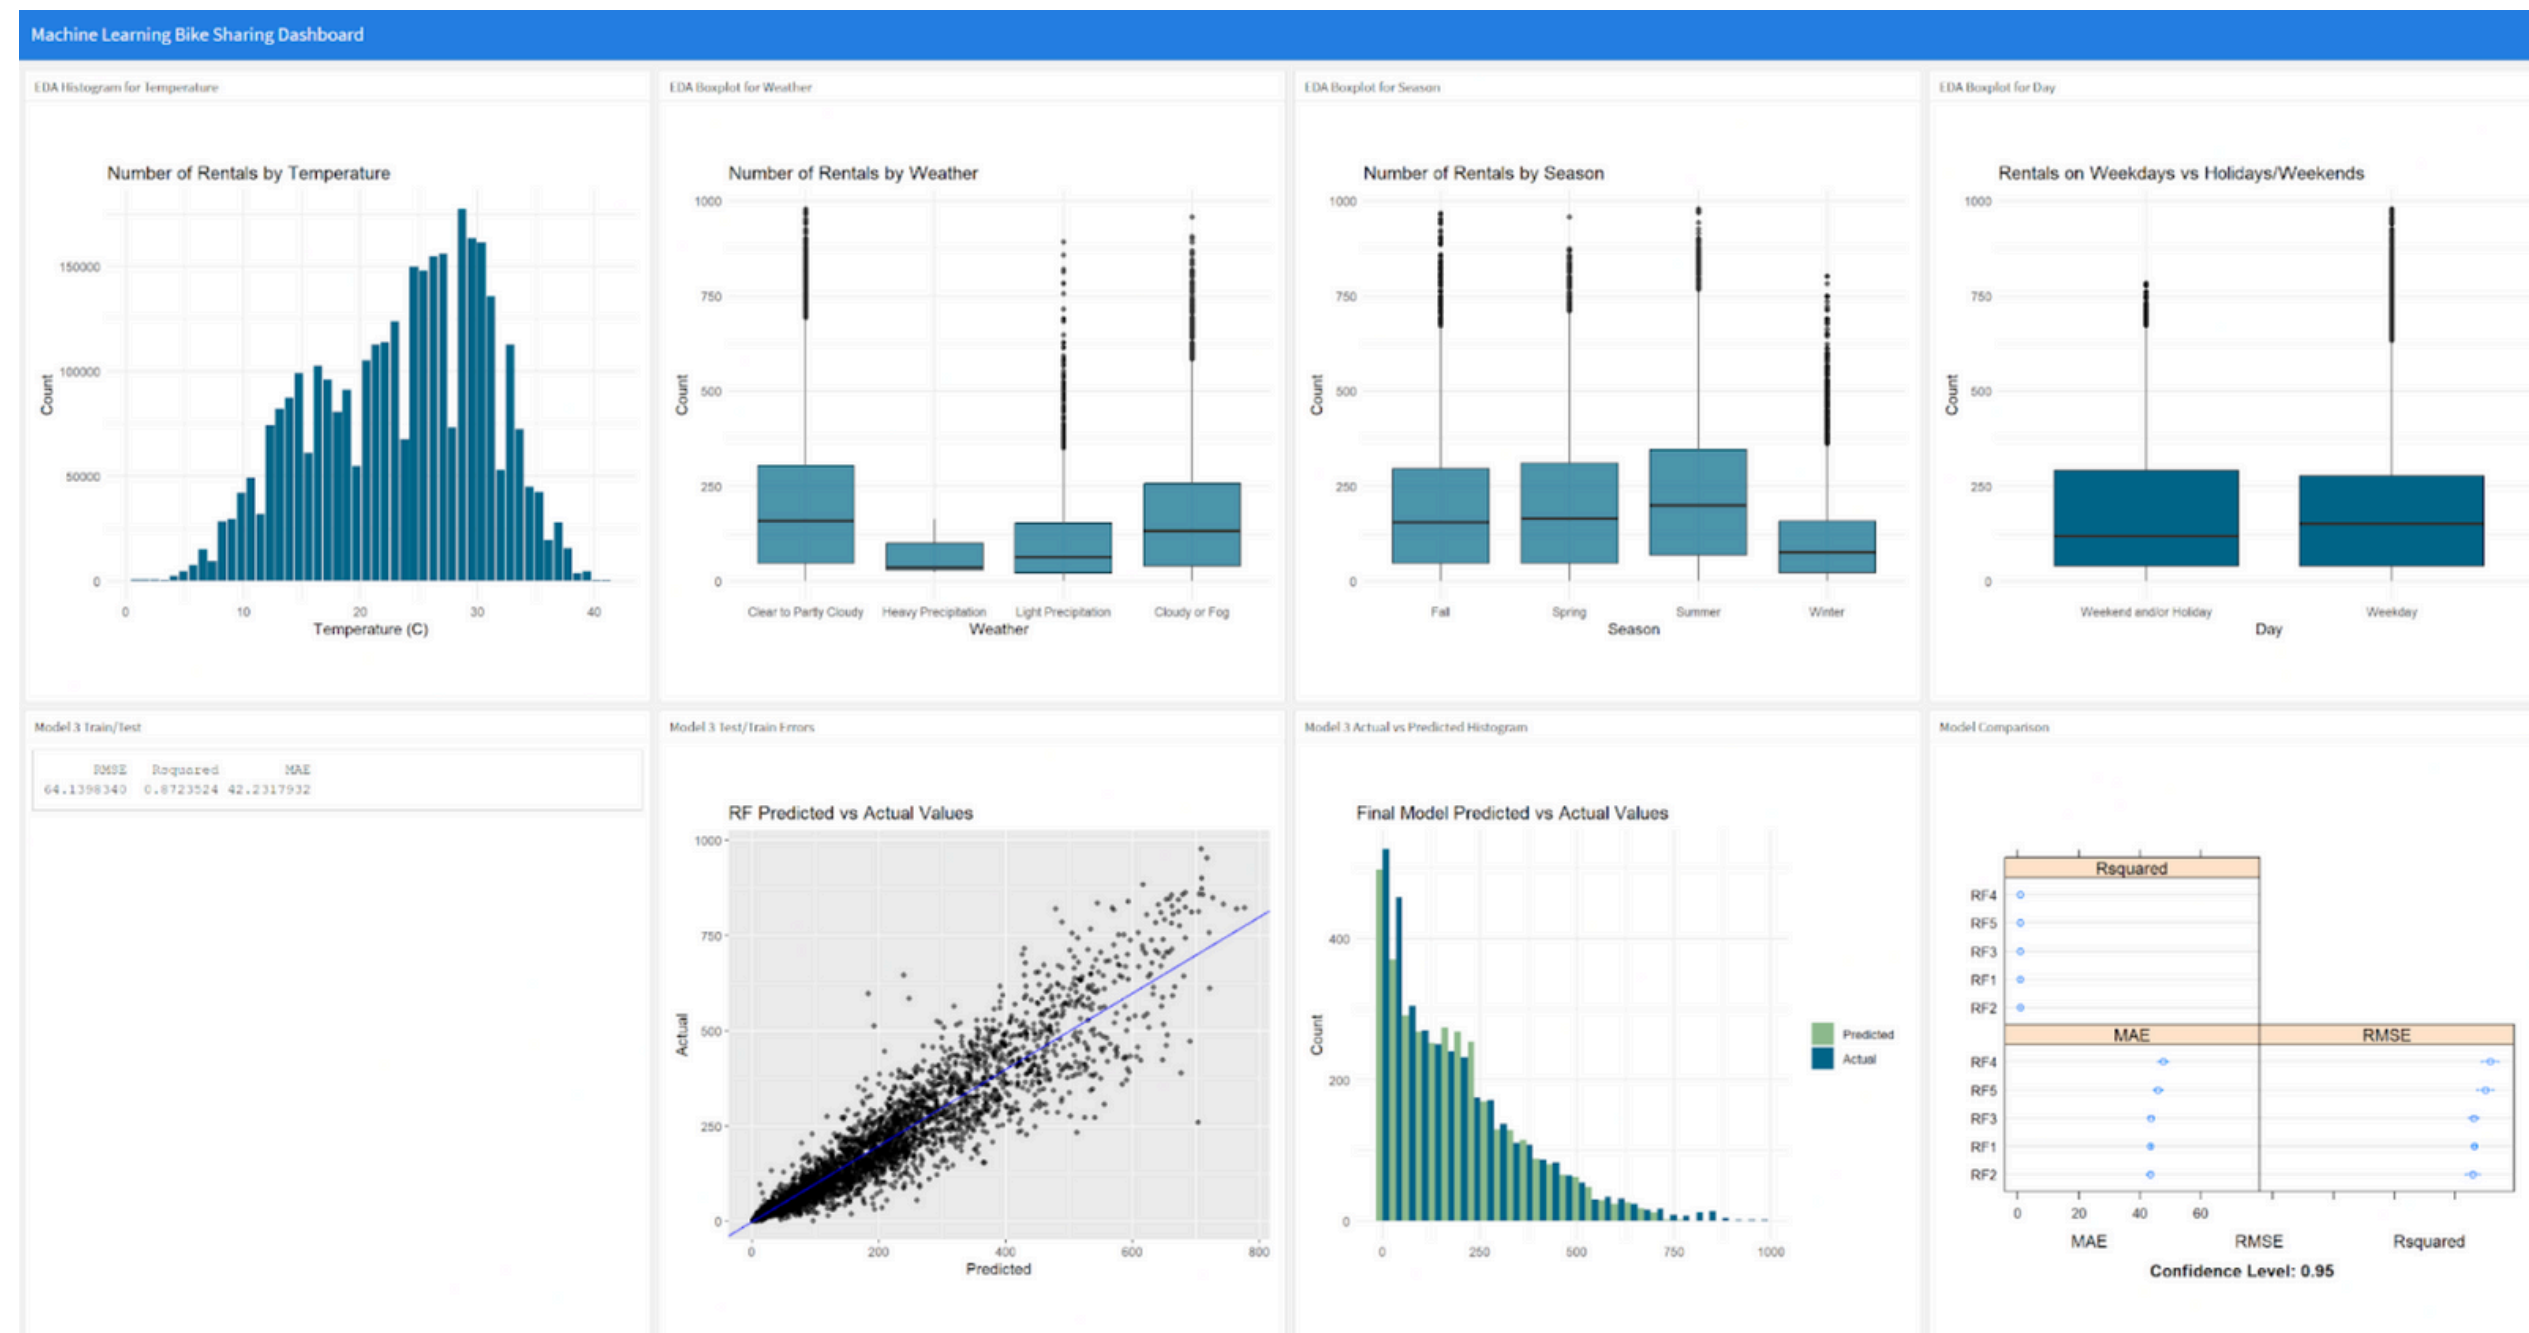 Machine Learning Bike Sharing Dashboard
EDA Histogram for Temperature
Number of Rentals by Temperature
150000
100000
50000
0
Count
0 10 20 30 40
Temperature (C)
EDA Boxplot for Weather
Number of Rentals by Weather
1000
750
500
250
0
Count
Clear to Partly Cloudy Heavy Precipitation Light Precipitation Cloudy or Fog
Weather
EDA Boxplot for Season
Number of Rentals by Season
1000
750
500
250
0
Count
Fall Spring Summer Winter
Season
EDA Boxplot for Day
Rentals on Weekdays vs Holidays/Weekends
1000
750
500
250
0
Count
Weekend and/or Holiday Weekday
Day
Model 3 Train/Test
RMSE Rsquared MAE
64.1398340 0.8723524 42.2317932
Model 3 Test/Train Errors
RF Predicted vs Actual Values
1000
750
500
250
0
Actual
0 200 400 600 800
Predicted
Model 3 Actual vs Predicted Histogram
Final Model Predicted vs Actual Values
400
200
0
Count
0 250 500 750 1000
Predicted
Actual
Model Comparison
Rsquared
RF4
RF5
RF3
RF1
RF2
MAE RMSE
RF4
RF5
RF3
RF1
RF2
0 20 40 60
MAE RMSE Rsquared
Confidence Level: 0.95